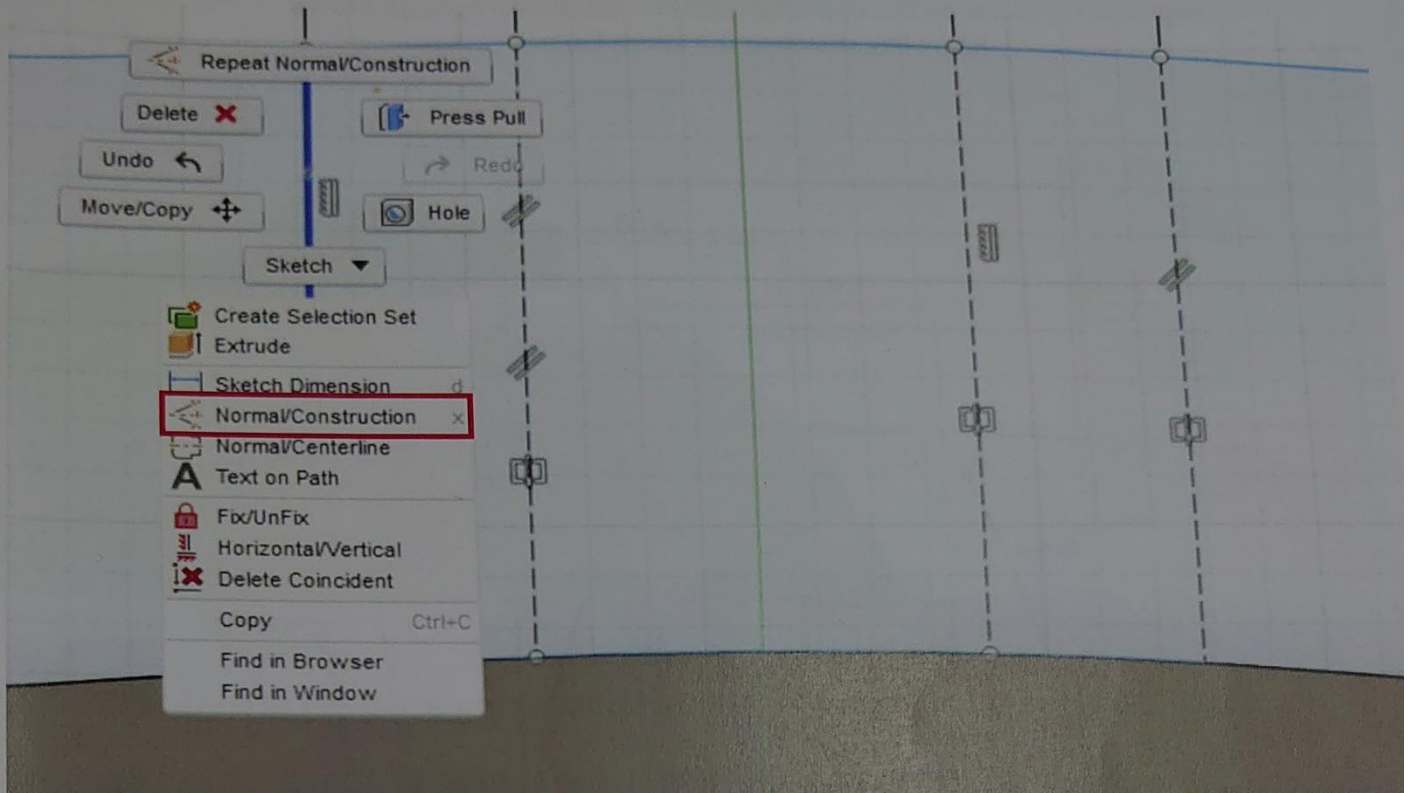 Repeat Normal/Construction
Delete
Press Pull
Undo
Redo
Move/Copy
Hole
Sketch
Create Selection Set
Extrude
Sketch Dimension d
Normal/Construction x
Normal/Centerline
Text on Path
Fix/UnFix
Horizontal/Vertical
Delete Coincident
Copy Ctrl+C
Find in Browser
Find in Window